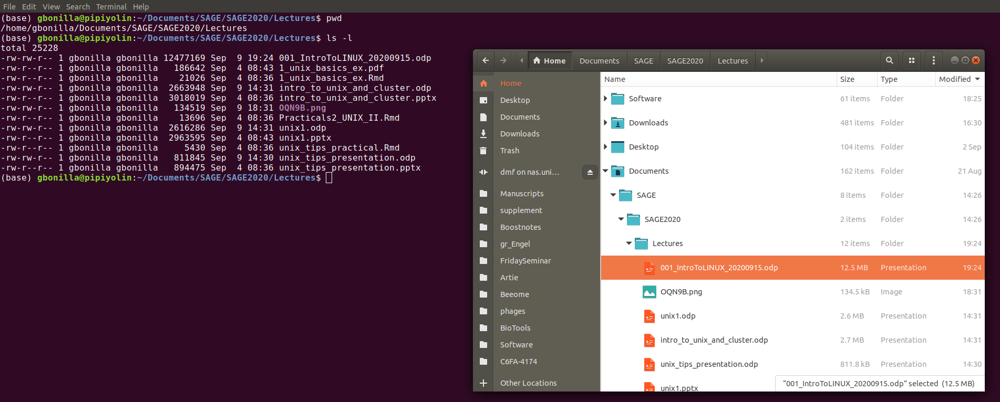 File Edit View Search Terminal Help
(base) gbonilla@pipiyolin:~/Documents/SAGE/SAGE2020/Lectures$ pwd
/home/gbonilla/Documents/SAGE/SAGE2020/Lectures
(base) gbonilla@pipiyolin:~/Documents/SAGE/SAGE2020/Lectures$ ls -l
total 25228
-rw-rw-r-- 1 gbonilla gbonilla 12477169 Sep  9 19:24 001_IntroToLINUX_20200915.odp
-rw-r--r-- 1 gbonilla gbonilla   186642 Sep  4 08:43 1_unix_basics_ex.pdf
-rw-r--r-- 1 gbonilla gbonilla    21026 Sep  4 08:36 1_unix_basics_ex.Rmd
-rw-rw-r-- 1 gbonilla gbonilla  2663948 Sep  9 14:31 intro_to_unix_and_cluster.odp
-rw-r--r-- 1 gbonilla gbonilla  3018019 Sep  4 08:36 intro_to_unix_and_cluster.pptx
-rw-rw-r-- 1 gbonilla gbonilla   134519 Sep  9 18:31 OQN9B.png
-rw-r--r-- 1 gbonilla gbonilla    13696 Sep  4 08:36 Practicals2_UNIX_II.Rmd
-rw-rw-r-- 1 gbonilla gbonilla  2616286 Sep  9 14:31 unix1.odp
-rw-r--r-- 1 gbonilla gbonilla  2963595 Sep  4 08:43 unix1.pptx
-rw-r--r-- 1 gbonilla gbonilla     5430 Sep  4 08:36 unix_tips_practical.Rmd
-rw-rw-r-- 1 gbonilla gbonilla   811845 Sep  9 14:30 unix_tips_presentation.odp
-rw-r--r-- 1 gbonilla gbonilla   894475 Sep  4 08:36 unix_tips_presentation.pptx
(base) gbonilla@pipiyolin:~/Documents/SAGE/SAGE2020/Lectures$
Home Documents SAGE SAGE2020 Lectures
Home
Desktop
Documents
Downloads
Trash
dmf on nas.uni...
Manuscripts
supplement
Boostnotes
gr_Engel
FridaySeminar
Artie
Beeome
phages
BioTools
Software
C6FA-4174
Other Locations
Name Size Type Modified
Software 61 items Folder 18:25
Downloads 481 items Folder 16:30
Desktop 104 items Folder 2 Sep
Documents 162 items Folder 21 Aug
SAGE 8 items Folder 14:26
SAGE2020 2 items Folder 14:26
Lectures 12 items Folder 19:24
001_IntroToLINUX_20200915.odp 12.5 MB Presentation 19:24
OQN9B.png 134.5 kB Image 18:31
unix1.odp 2.6 MB Presentation 14:31
intro_to_unix_and_cluster.odp 2.7 MB Presentation 14:31
unix_tips_presentation.odp 811.8 kB Presentation 14:30
unix1.pptx
“001_IntroToLINUX_20200915.odp” selected (12.5 MB)